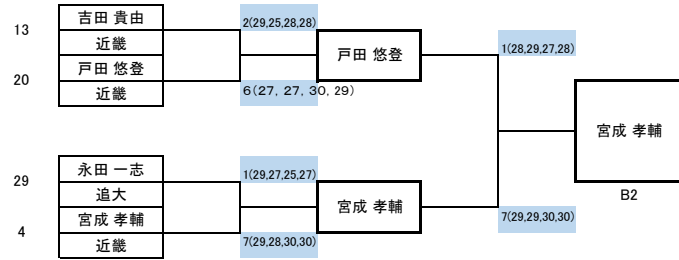 13
吉田 貴由
近畿
2(29,25,28,28)
戸田 悠登
1(28,29,27,28)
20
戸田 悠登
近畿
6(27, 27, 30, 29)
宮成 孝輔
B2
29
永田 一志
追大
1(29,27,25,27)
宮成 孝輔
7(29,29,30,30)
4
宮成 孝輔
近畿
7(29,28,30,30)